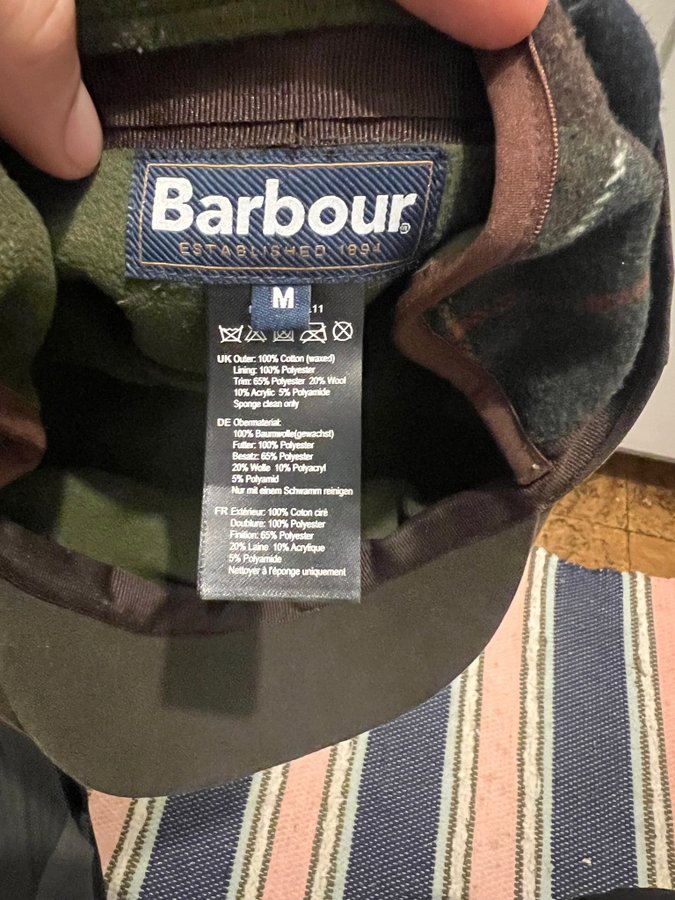 Barbour
ESTABLISHED 1894
M
11
UK Outer: 100% Cotton (waxed)
Lining: 100% Polyester
Trim: 65% Polyester 20% Wool
10% Acrylic 5% Polyamide
Sponge clean only
DE Obermaterial:
100% Baumwolle(gewachst)
Futter: 100% Polyester
Besatz: 65% Polyester
20% Wolle 10% Polyacryl
5% Polyamid
Nur mit einem Schwamm reinigen
FR Extérieur: 100% Coton ciré
Doublure: 100% Polyester
Finition: 65% Polyester
20% Laine 10% Acrylique
5% Polyamide
Nettoyer à l'éponge uniquement